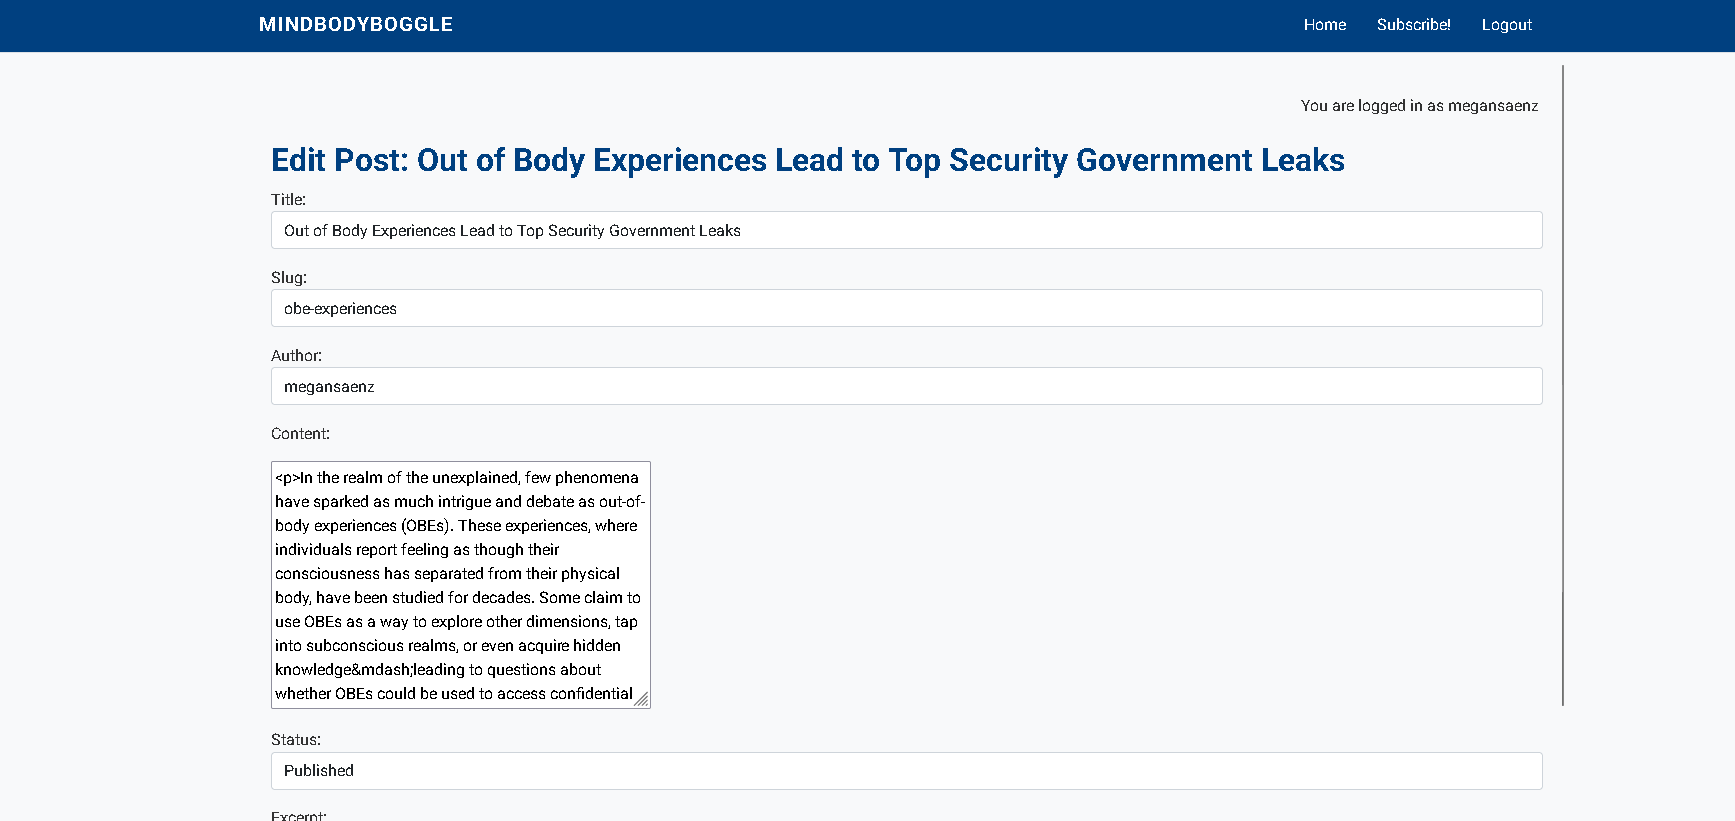 MINDBODYBOGGLE
Home Subscribe! Logout
You are logged in as megansaenz
Edit Post: Out of Body Experiences Lead to Top Security Government Leaks
Title:
Out of Body Experiences Lead to Top Security Government Leaks
Slug:
obe-experiences
Author:
megansaenz
Content:
<p>In the realm of the unexplained, few phenomena
have sparked as much intrigue and debate as out-of-
body experiences (OBEs). These experiences, where
individuals report feeling as though their
consciousness has separated from their physical
body, have been studied for decades. Some claim to
use OBEs as a way to explore other dimensions, tap
into subconscious realms, or even acquire hidden
knowledge&mdash;leading to questions about
whether OBEs could be used to access confidential
Status:
Published
Excerpt: